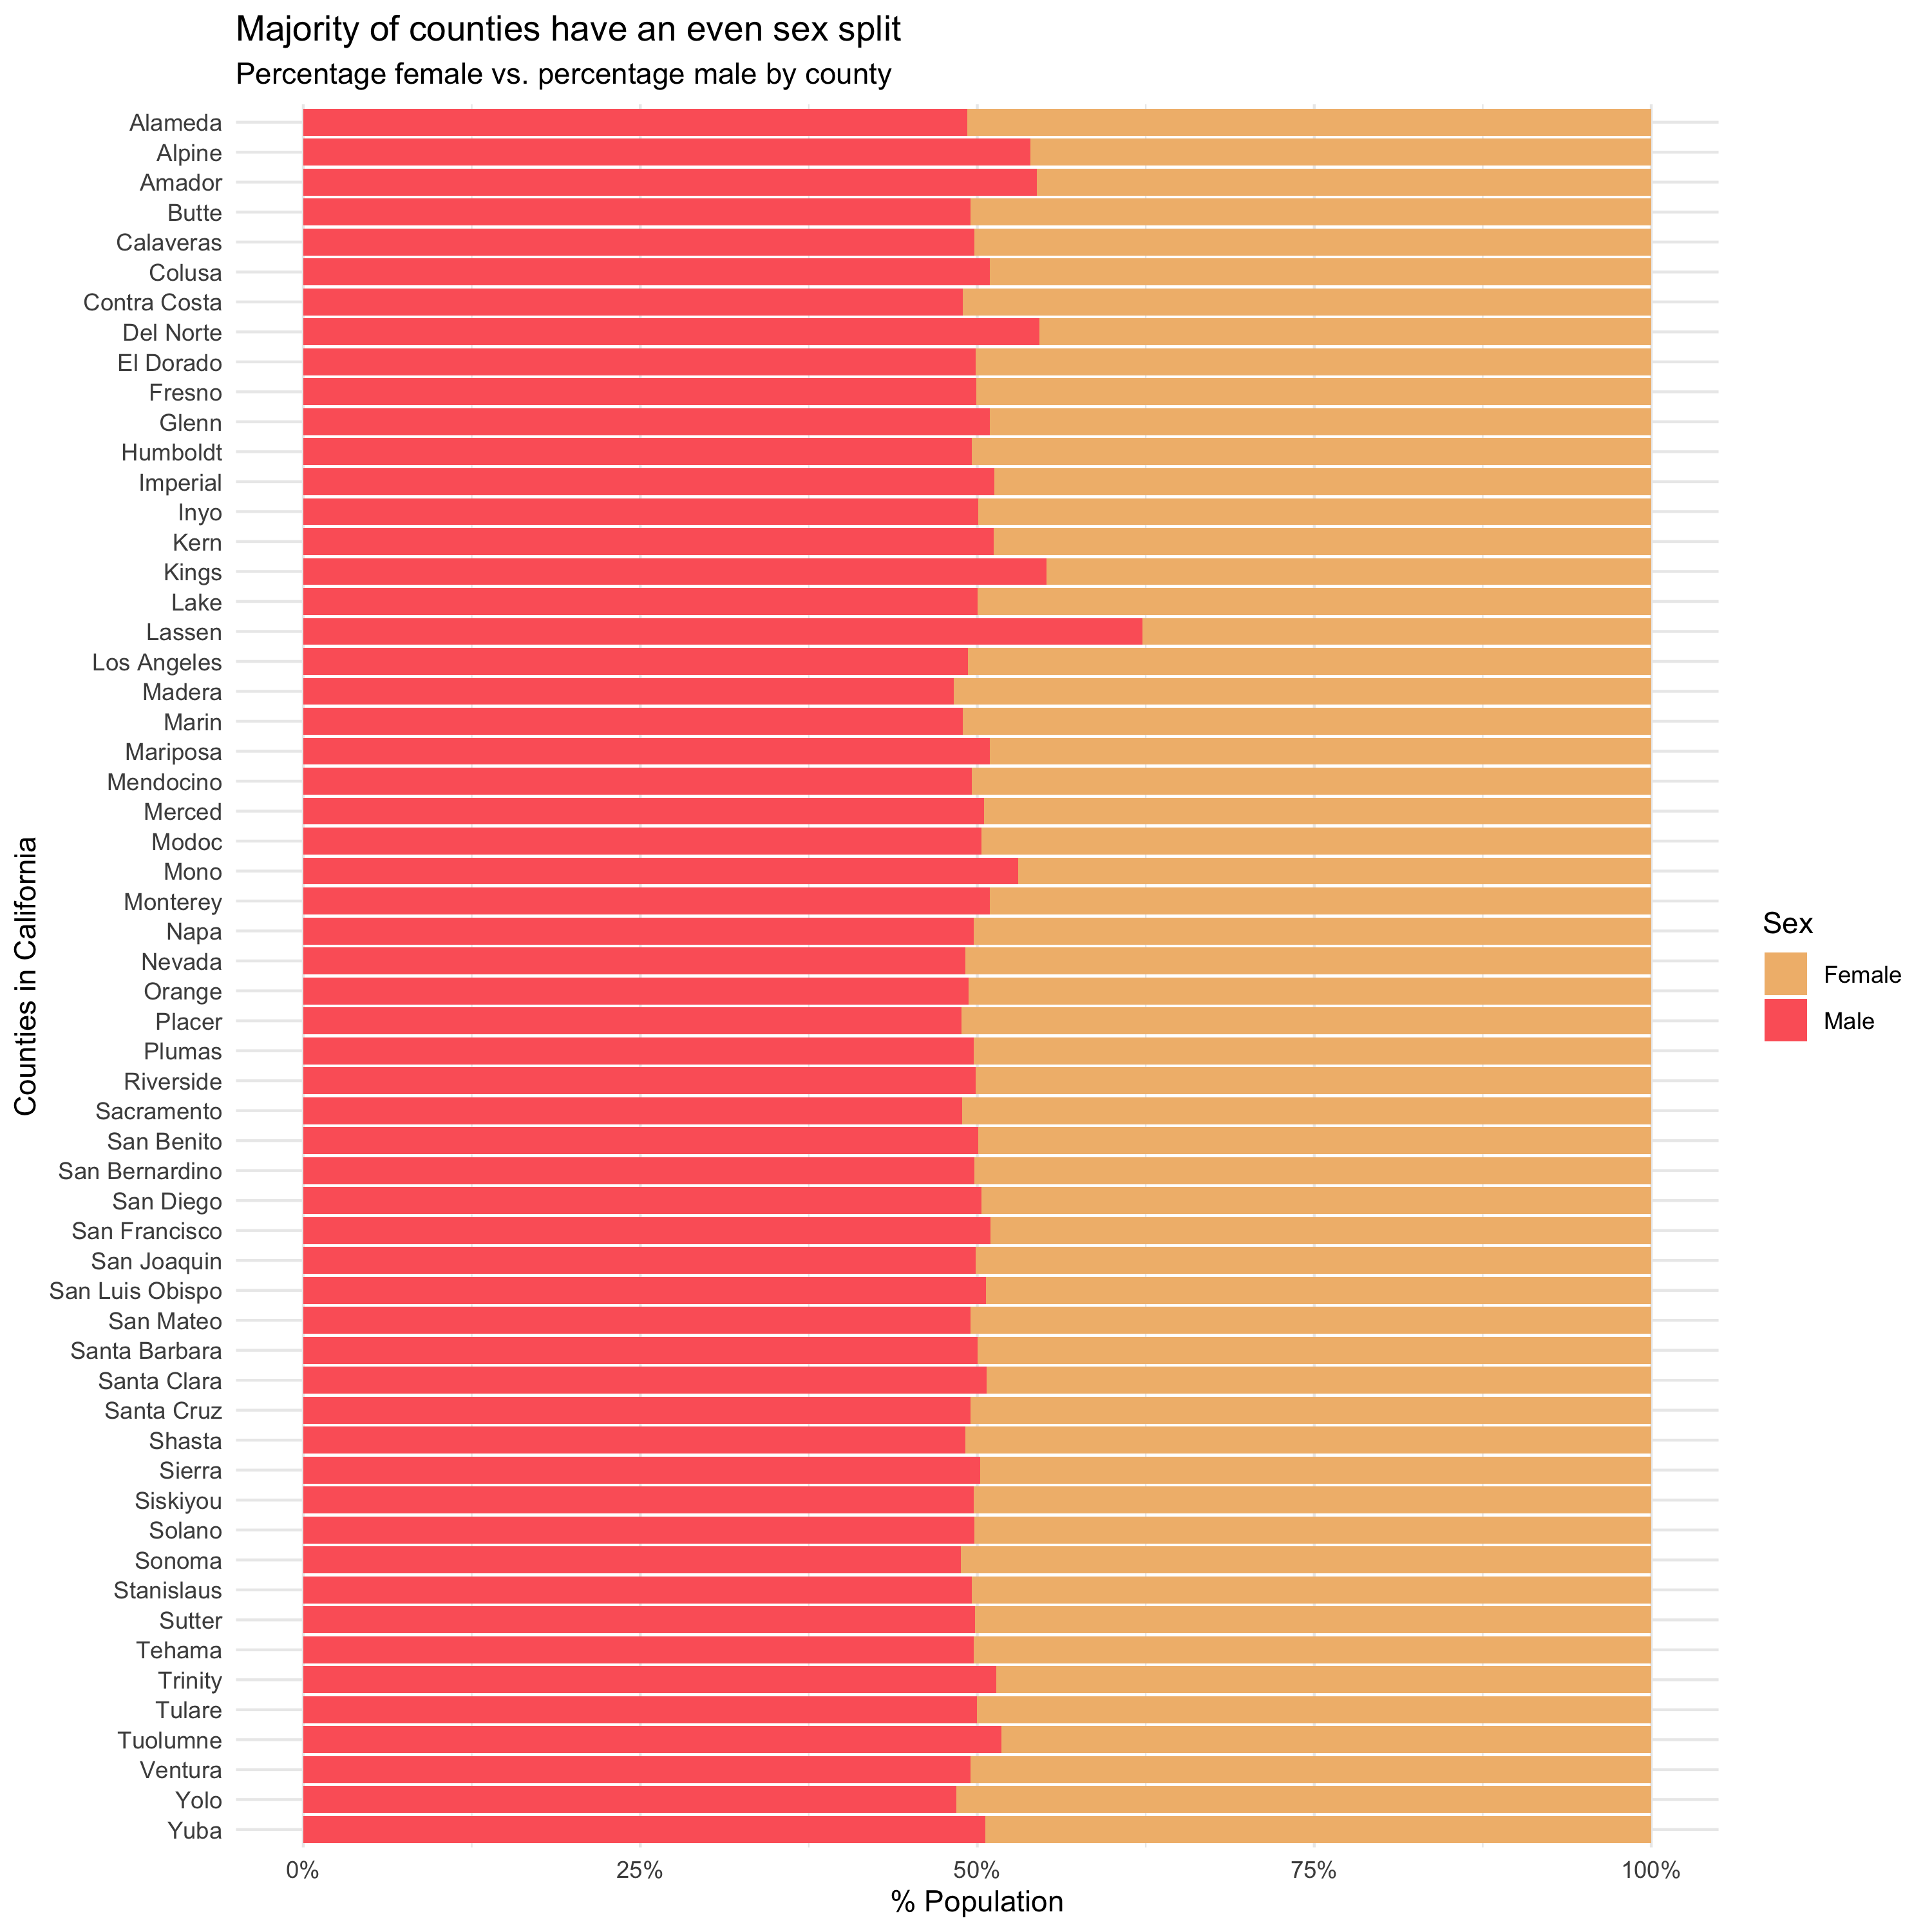 Majority of counties have an even sex split
Percentage female vs. percentage male by county
Alameda
Alpine
Amador
Butte
Calaveras
Colusa
Contra Costa
Del Norte
El Dorado
Fresno
Glenn
Humboldt
Imperial
Inyo
Kern
Kings
Lake
Lassen
Los Angeles
Madera
Marin
Mariposa
Mendocino
Merced
Modoc
Mono
Monterey
Napa
Nevada
Orange
Placer
Plumas
Riverside
Sacramento
San Benito
San Bernardino
San Diego
San Francisco
San Joaquin
San Luis Obispo
San Mateo
Santa Barbara
Santa Clara
Santa Cruz
Shasta
Sierra
Siskiyou
Solano
Sonoma
Stanislaus
Sutter
Tehama
Trinity
Tulare
Tuolumne
Ventura
Yolo
Yuba
Counties in California
0% 25% 50% 75% 100%
% Population
Sex
Female
Male